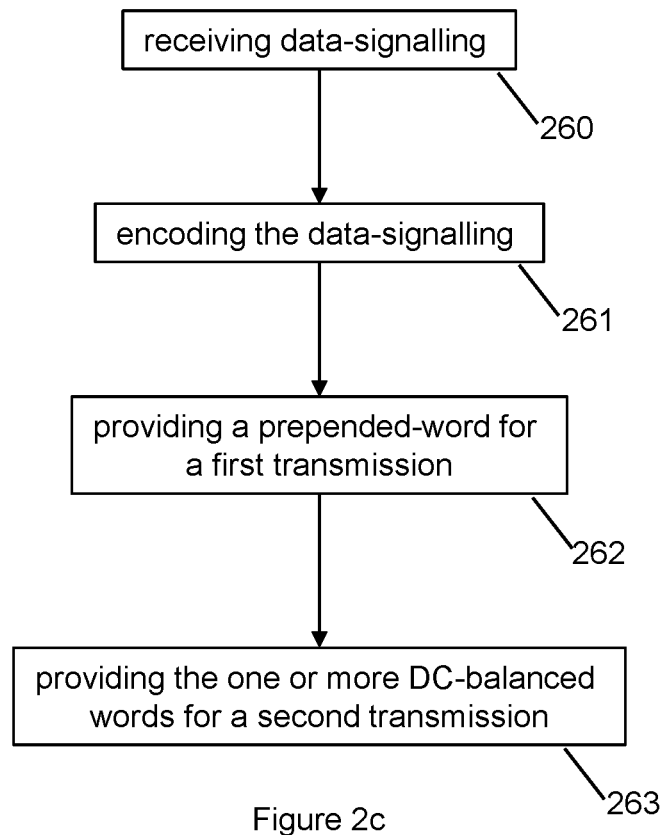 receiving data-signalling
260
encoding the data-signalling
261
providing a prepended-word for
a first transmission
262
providing the one or more DC-balanced
words for a second transmission
263
Figure 2c